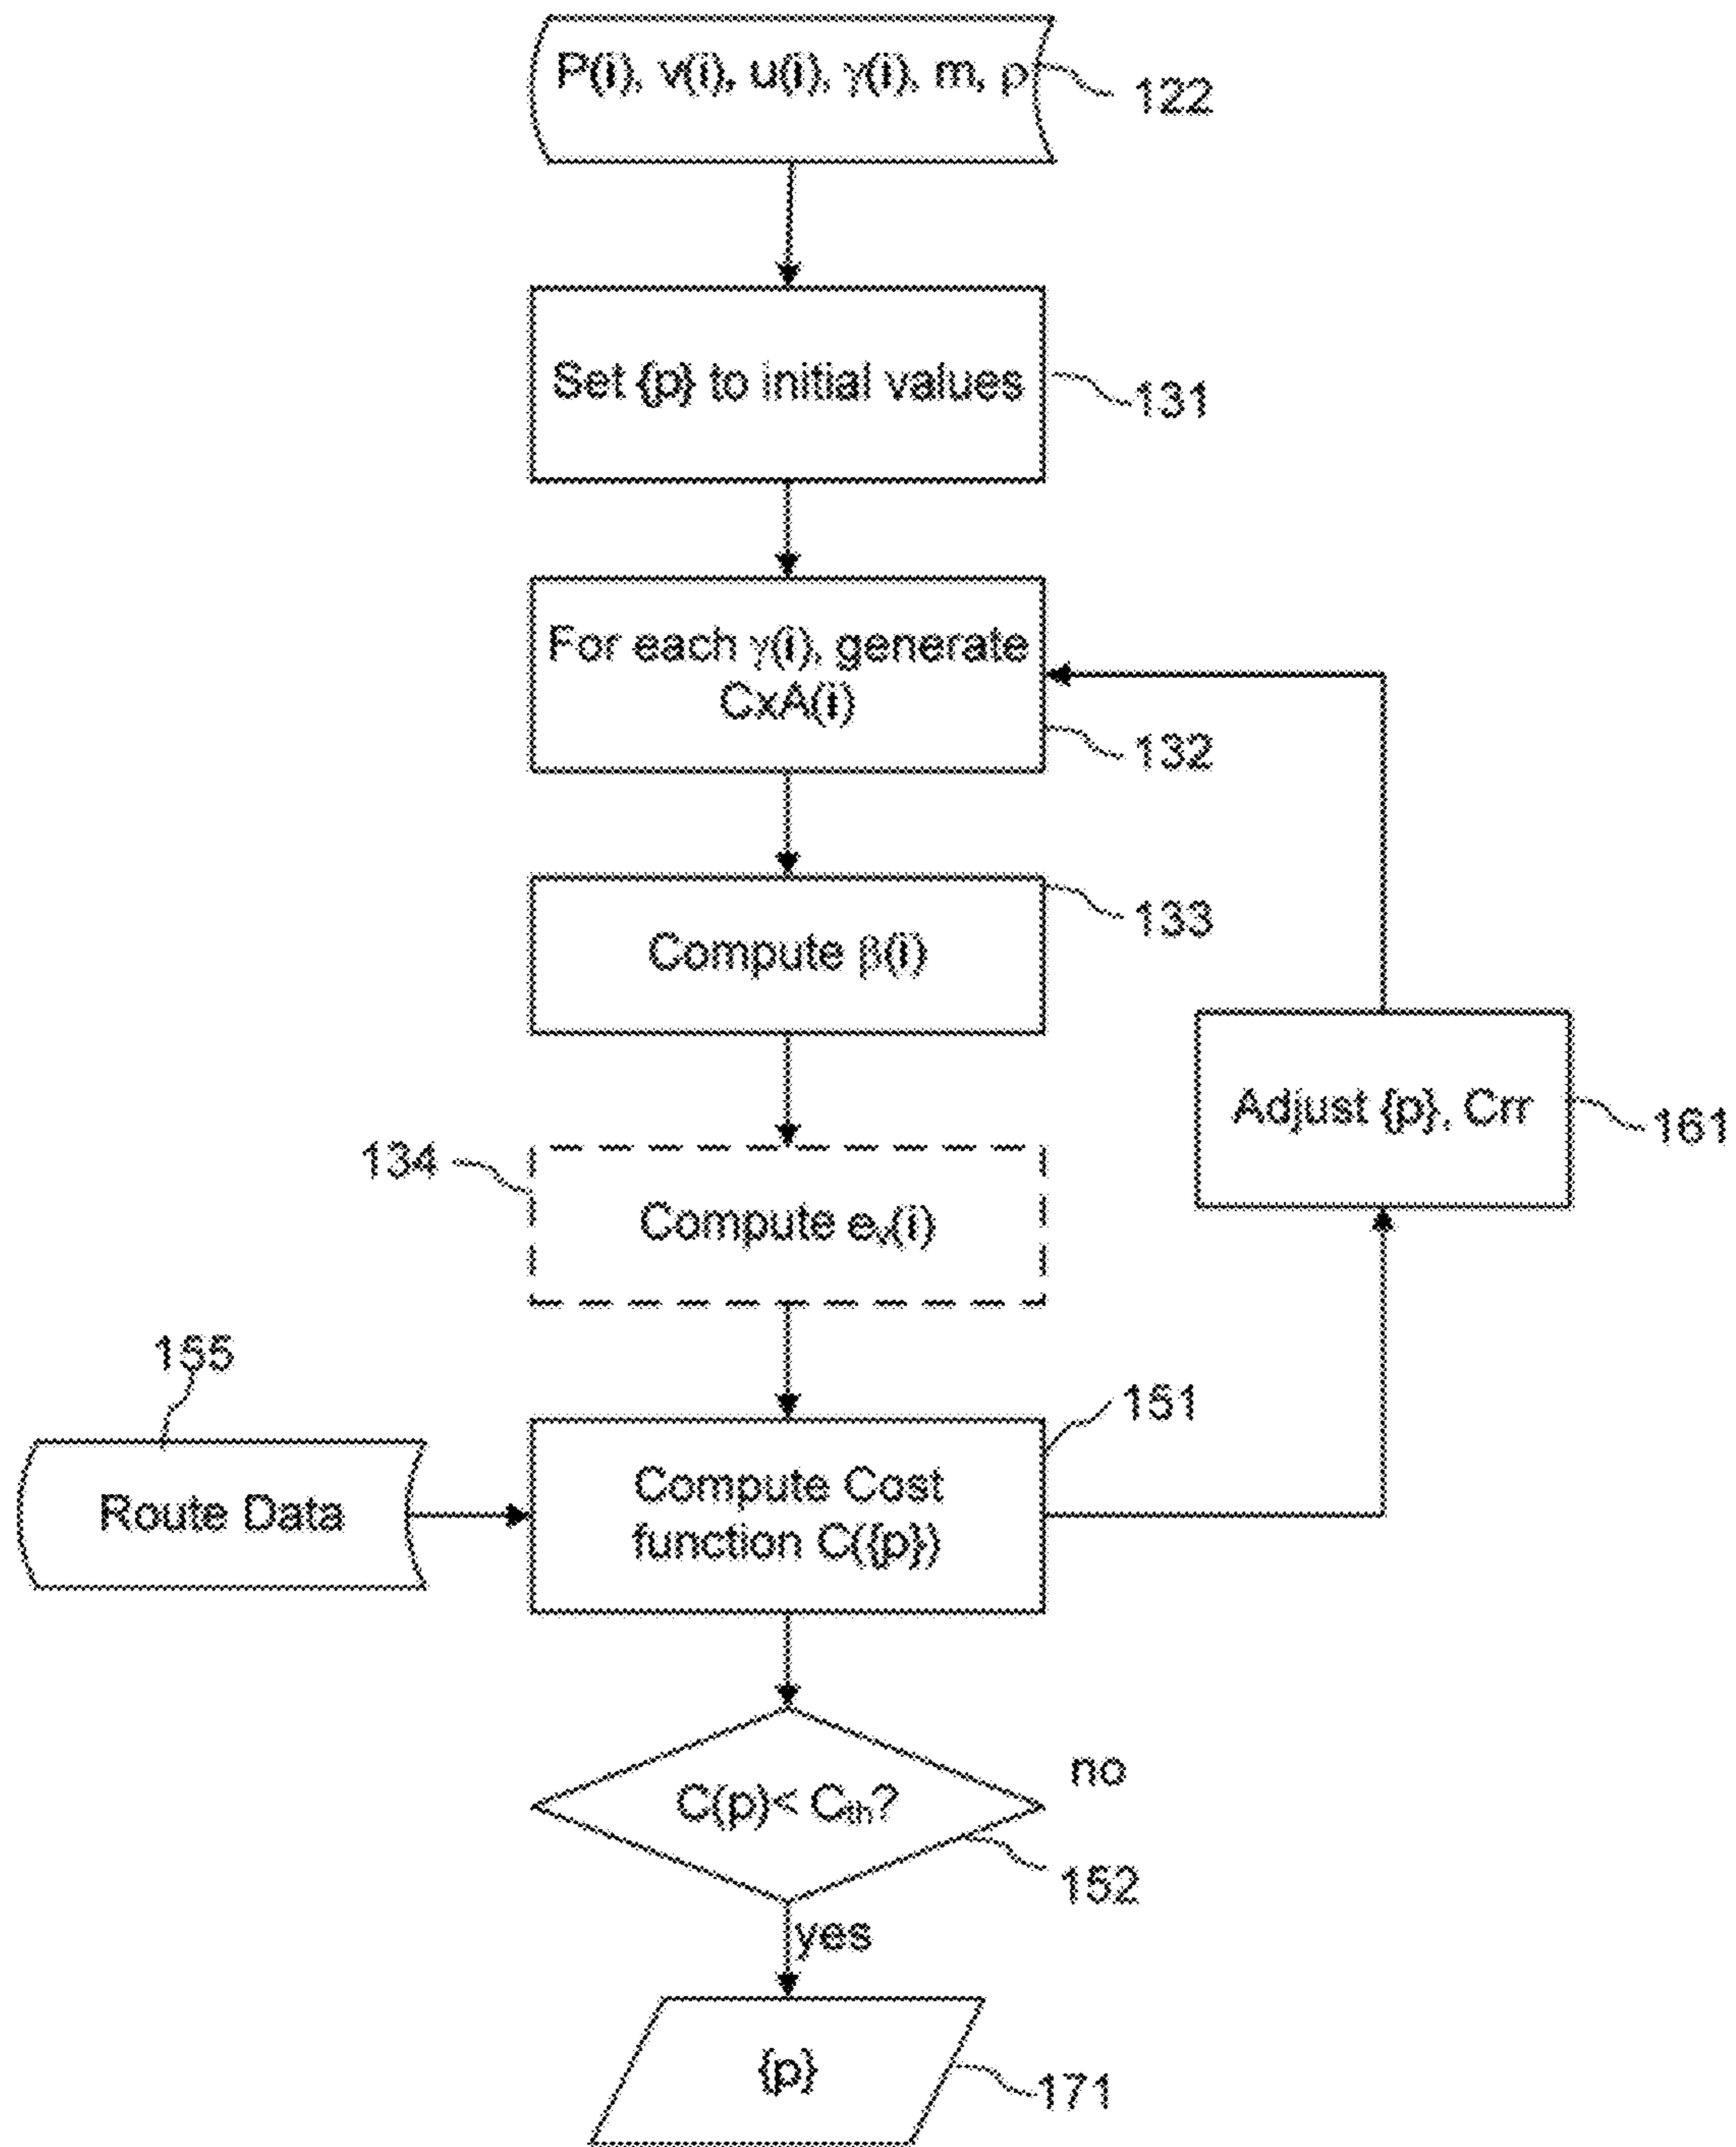 P(i), v(i), u(i), γ(i), m, ρ
122
Set {p} to initial values
131
For each γ(i), generate
CxA(i)
132
133
Compute β(i)
Adjust {p}, Crr
161
134
Compute eᵥ(i)
155
151
Route Data
Compute Cost
function C({p})
no
C(p)< Cth?
152
yes
{p}
171